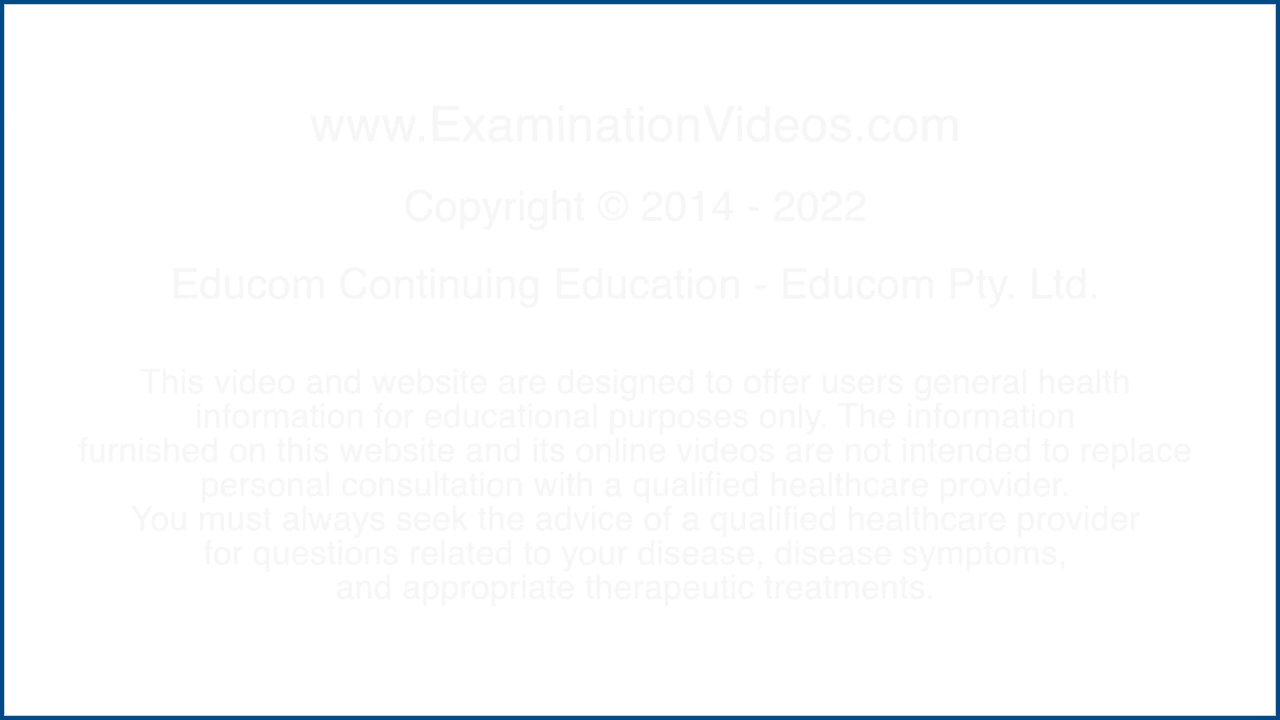 www.ExaminationVideos.com
Copyright © 2014 - 2022
Educom Continuing Education - Educom Pty. Ltd.
This video and website are designed to offer users general health
information for educational purposes only. The information
furnished on this website and its online videos are not intended to replace
personal consultation with a qualified healthcare provider.
You must always seek the advice of a qualified healthcare provider
for questions related to your disease, disease symptoms,
and appropriate therapeutic treatments.